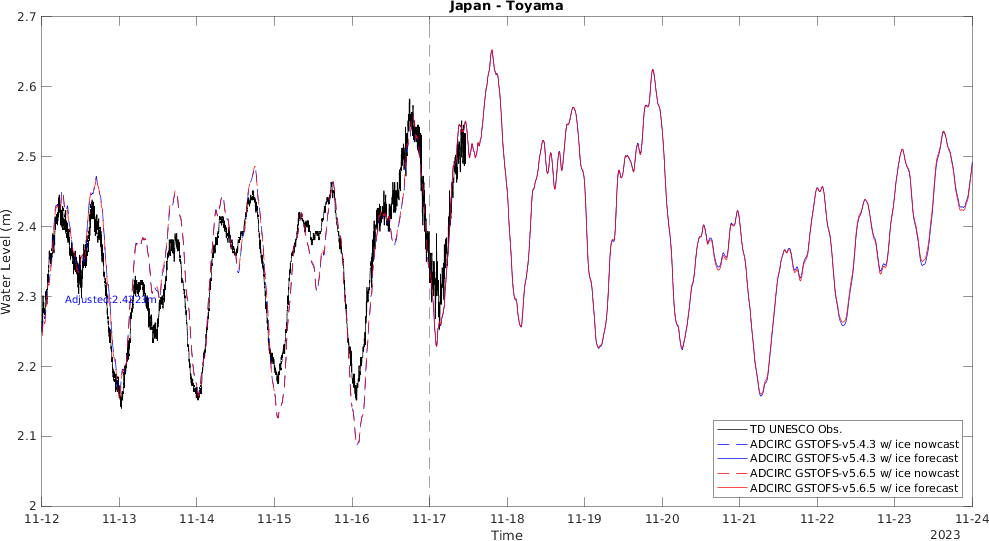 Japan - Toyama
2.7
2.6
2.5
2.4
2.3
2.2
2.1
2
Water Level (m)
Adjusted:2.4223m
TD UNESCO Obs.
ADCIRC GSTOFS-v5.4.3 w/ ice nowcast
ADCIRC GSTOFS-v5.4.3 w/ ice forecast
ADCIRC GSTOFS-v5.6.5 w/ ice nowcast
ADCIRC GSTOFS-v5.6.5 w/ ice forecast
11-12 11-13 11-14 11-15 11-16 11-17 11-18 11-19 11-20 11-21 11-22 11-23 11-24
Time
2023